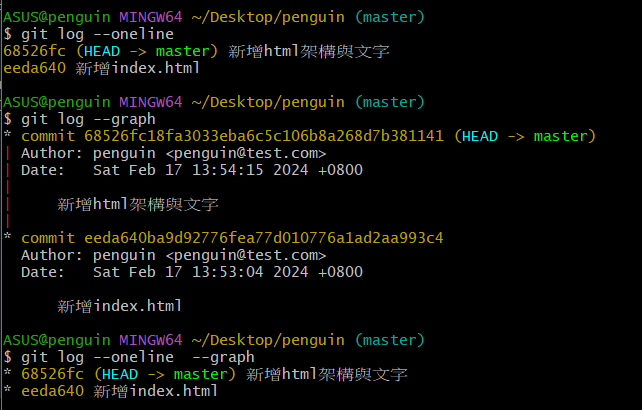 ASUS@penguin MINGW64 ~/Desktop/penguin (master)
$ git log --oneline
68526fc (HEAD -> master) 新增html架構與文字
eeda640 新增index.html
ASUS@penguin MINGW64 ~/Desktop/penguin (master)
$ git log --graph
* commit 68526fc18fa3033eba6c5c106b8a268d7b381141 (HEAD -> master)
| Author: penguin <penguin@test.com>
| Date:   Sat Feb 17 13:54:15 2024 +0800
|
|     新增html架構與文字
|
* commit eeda640ba9d92776fea77d010776a1ad2aa993c4
  Author: penguin <penguin@test.com>
  Date:   Sat Feb 17 13:53:04 2024 +0800
      新增index.html
ASUS@penguin MINGW64 ~/Desktop/penguin (master)
$ git log --oneline  --graph
* 68526fc (HEAD -> master) 新增html架構與文字
* eeda640 新增index.html